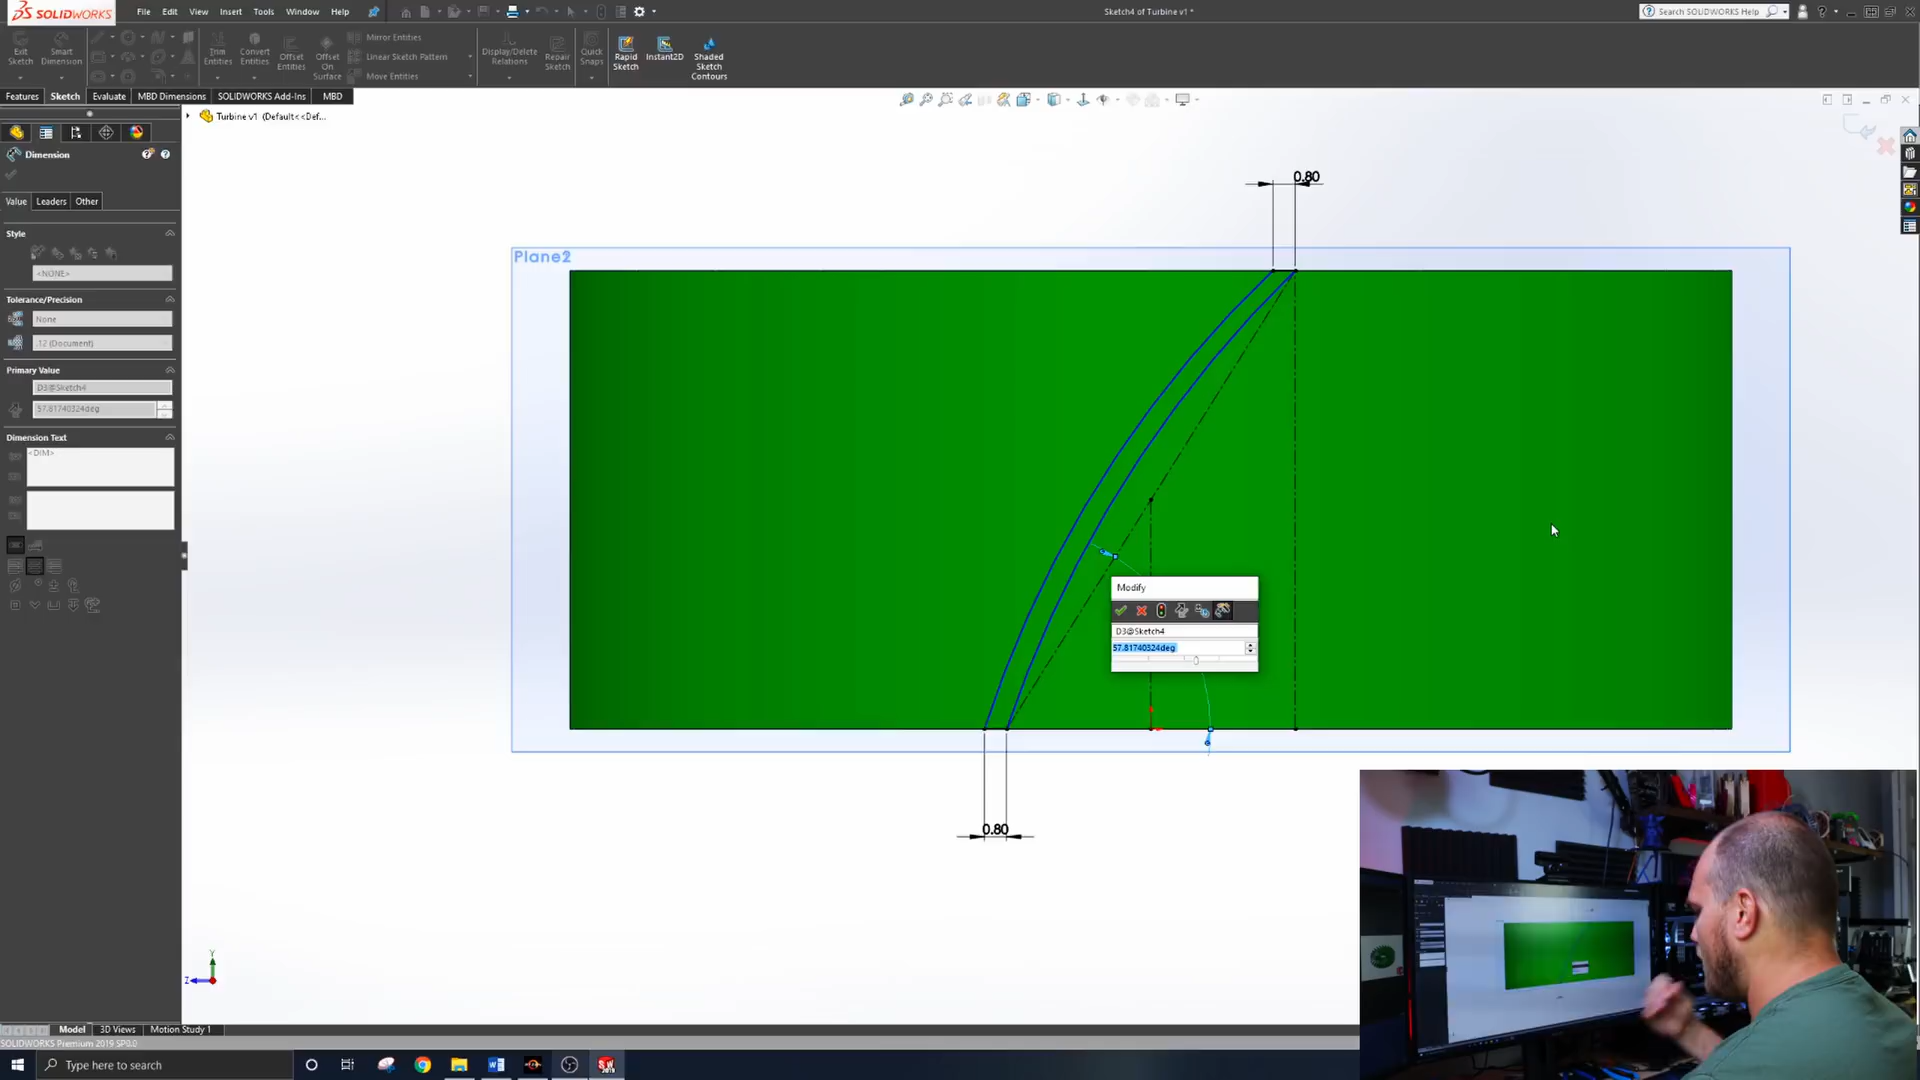 SOLIDWORKS
File Edit View Insert Tools Window Help
Sketch4 of Turbine v1 *
Search SOLIDWORKS Help
Exit Sketch
Smart Dimension
Trim Entities
Convert Entities
Offset Entities
Offset On Surface
Mirror Entities
Linear Sketch Pattern
Move Entities
Display/Delete Relations
Repair Sketch
Quick Snaps
Rapid Sketch
Instant2D
Shaded Sketch Contours
Features Sketch Evaluate MBD Dimensions SOLIDWORKS Add-Ins MBD
Turbine v1 (Default<<Def...
Dimension
Value Leaders Other
Style
<NONE>
Tolerance/Precision
None
.12 (Document)
Primary Value
D3@Sketch4
57.81740324deg
Dimension Text
<DIM>
0.80
Plane2
Modify
D3@Sketch4
57.81740324deg
0.80
Y
Z
Model 3D Views Motion Study 1
SOLIDWORKS Premium 2019 SP0.0
Type here to search